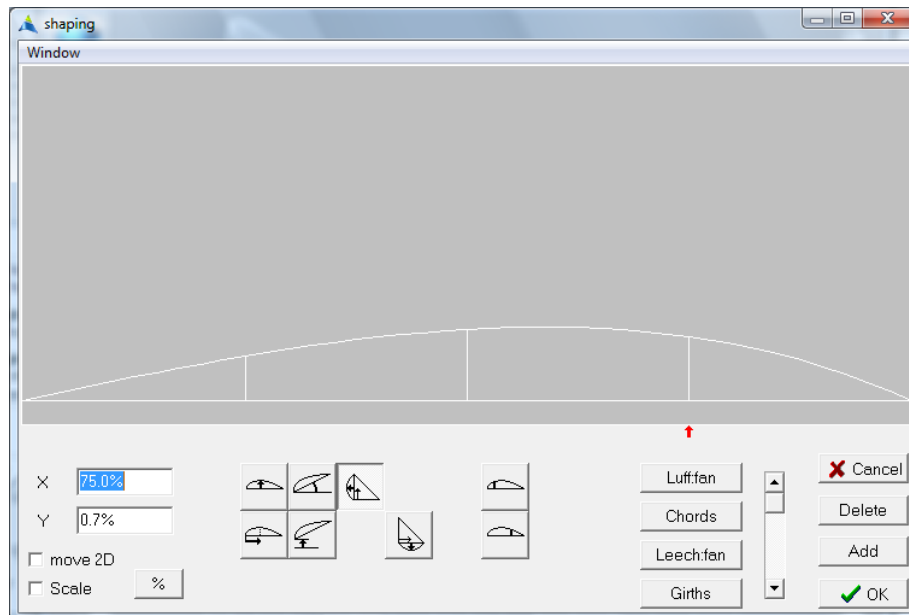 shaping
Window
X 75.0%
Y 0.7%
move 2D
Scale %
Luff:fan
Chords
Leech:fan
Girths
Cancel
Delete
Add
OK